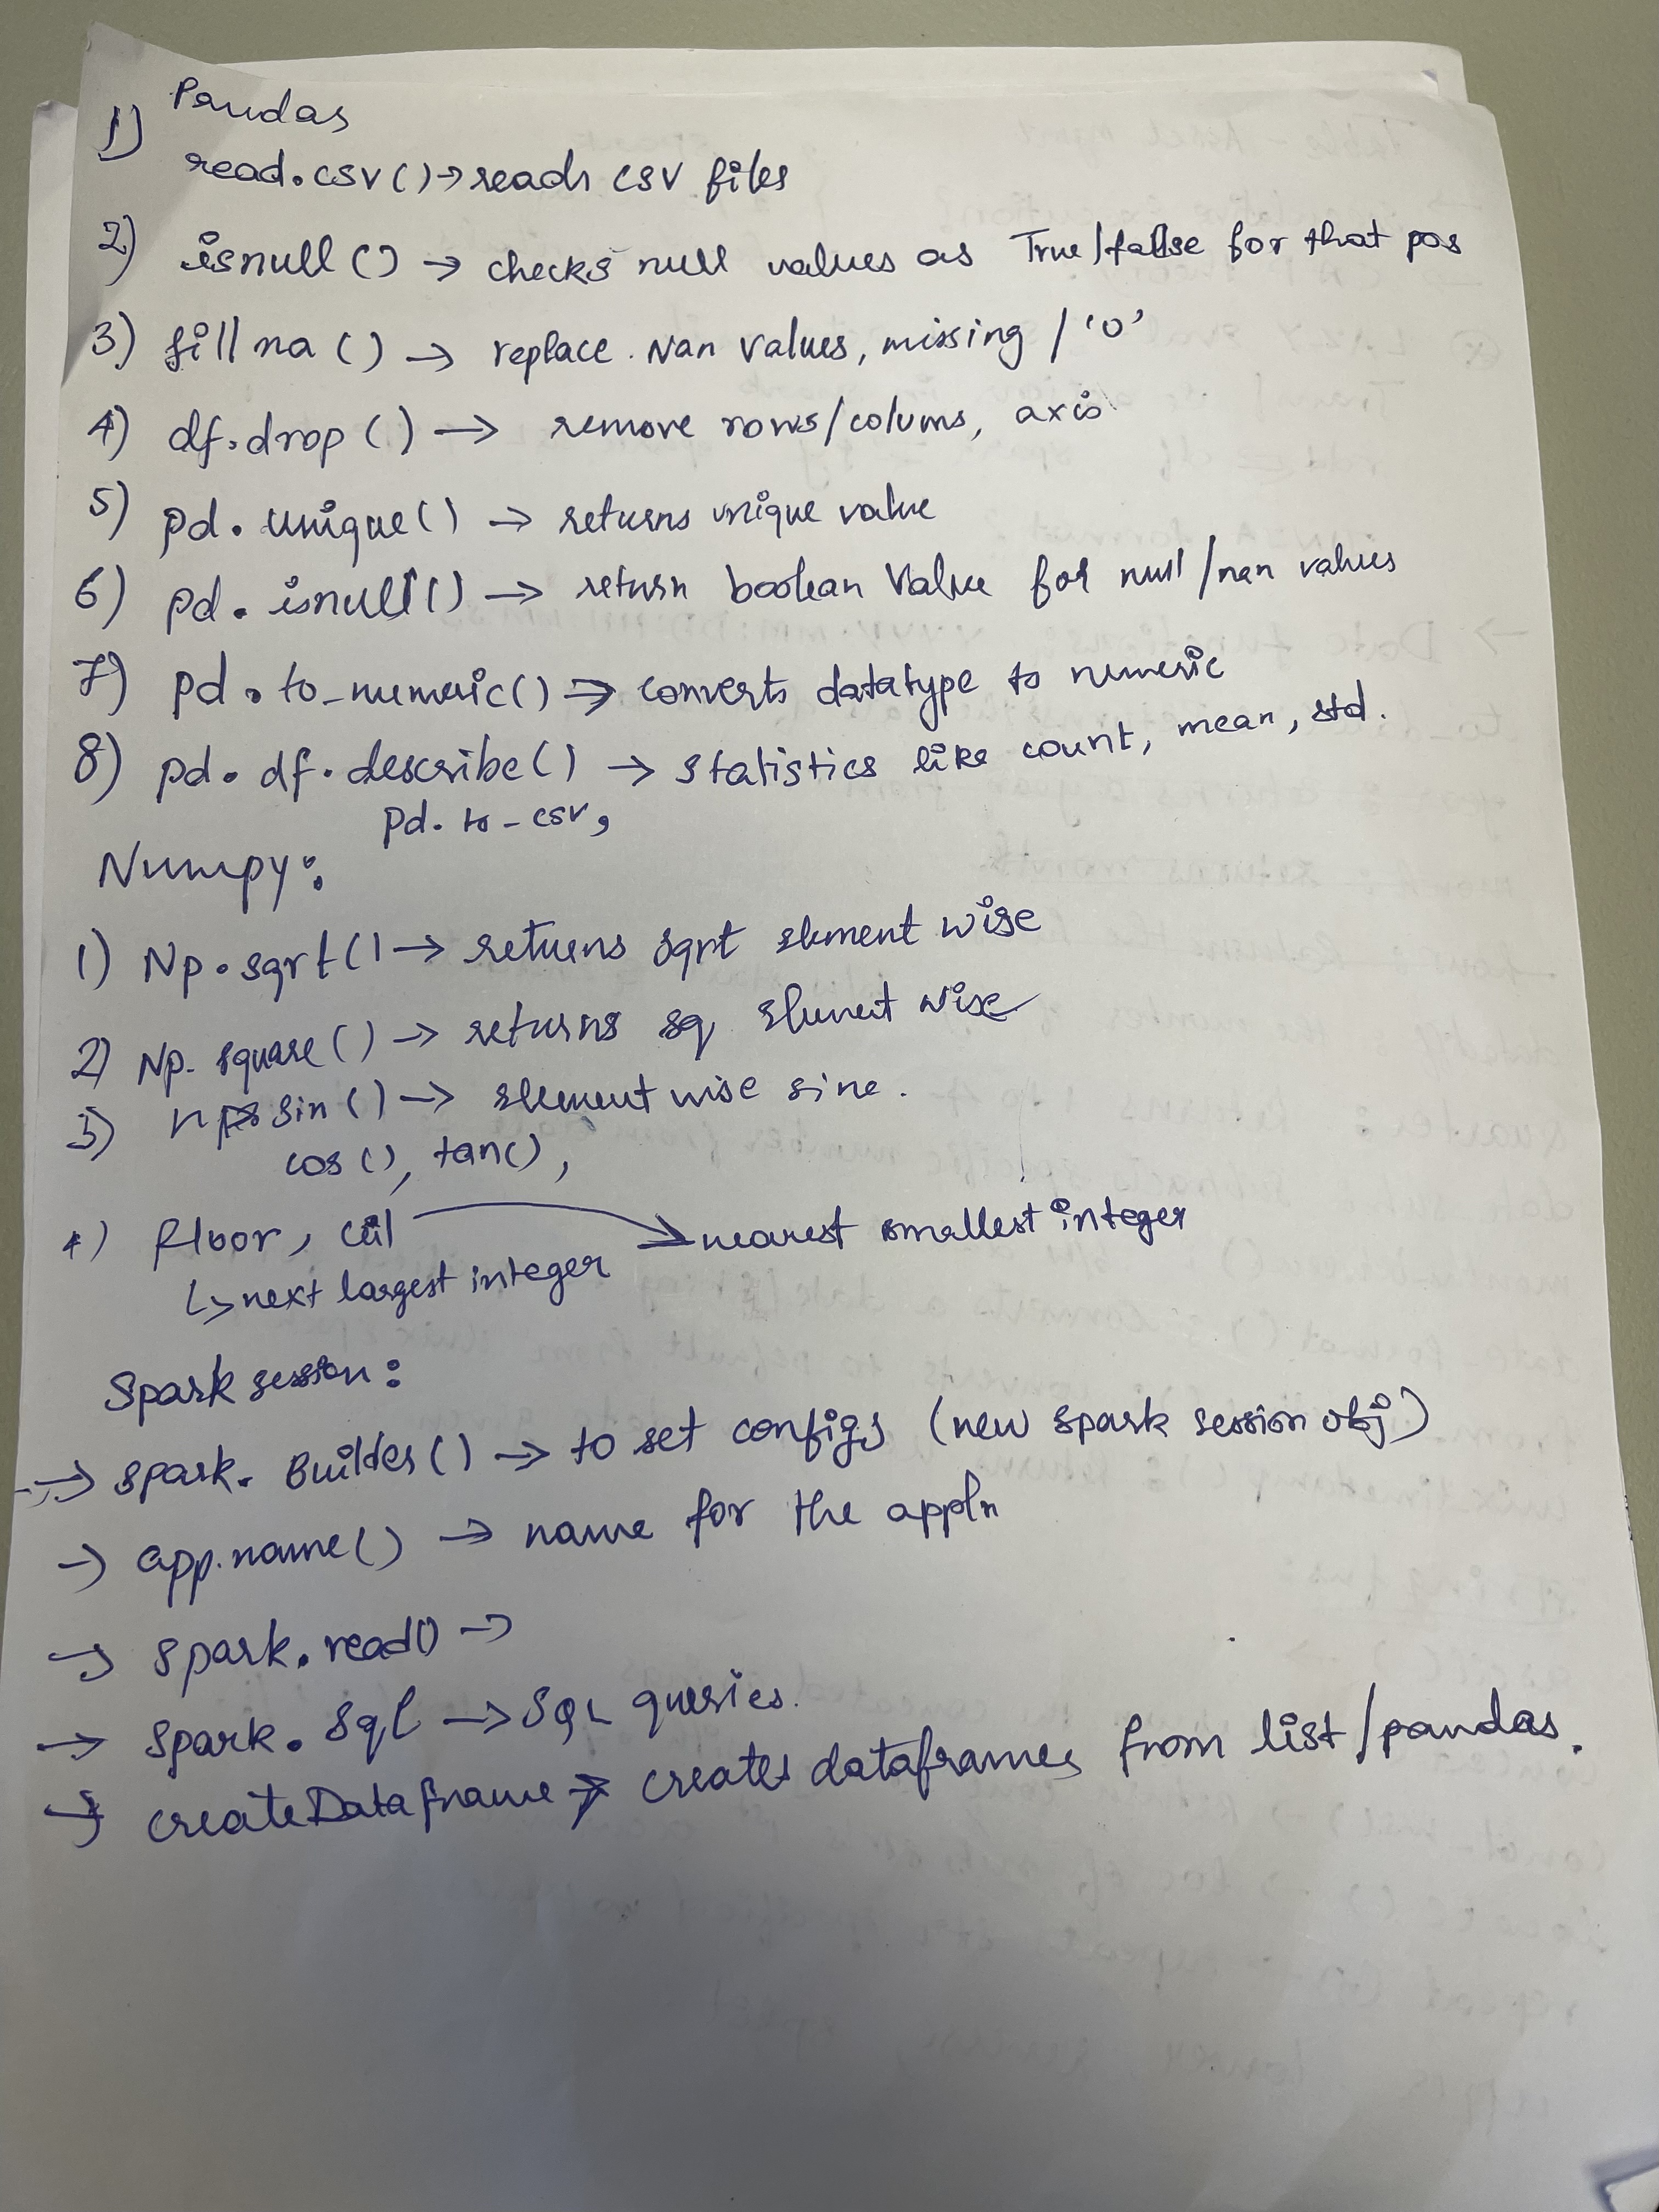 Pandas
1) read.csv() → reads csv files
2) isnull() → checks null values as True/false for that pos
3) fillna() → replace Nan values, missing / '0'
4) df.drop() → remove rows/colums, axis
5) pd.unique() → returns unique value
6) pd.isnull() → return boolean value for null/nan values
7) pd.to_numeric() → converts datatype to numeric
8) pd.df.describe() → statistics like count, mean, std.
pd.to_csv,
Numpy:
1) Np.sqrt() → returns sqrt element wise
2) Np.square() → returns sq element wise
3) np.sin() → element wise sine.
cos(), tan(),
4) floor, ceil → nearest smallest integer
↳ next largest integer
Spark session:
→ spark.Builder() → to set configs (new spark session obj)
→ app.name() → name for the appln
→ spark.read() →
→ spark.sql → SQL queries.
→ createDataframe → creates dataframes from list/pandas.